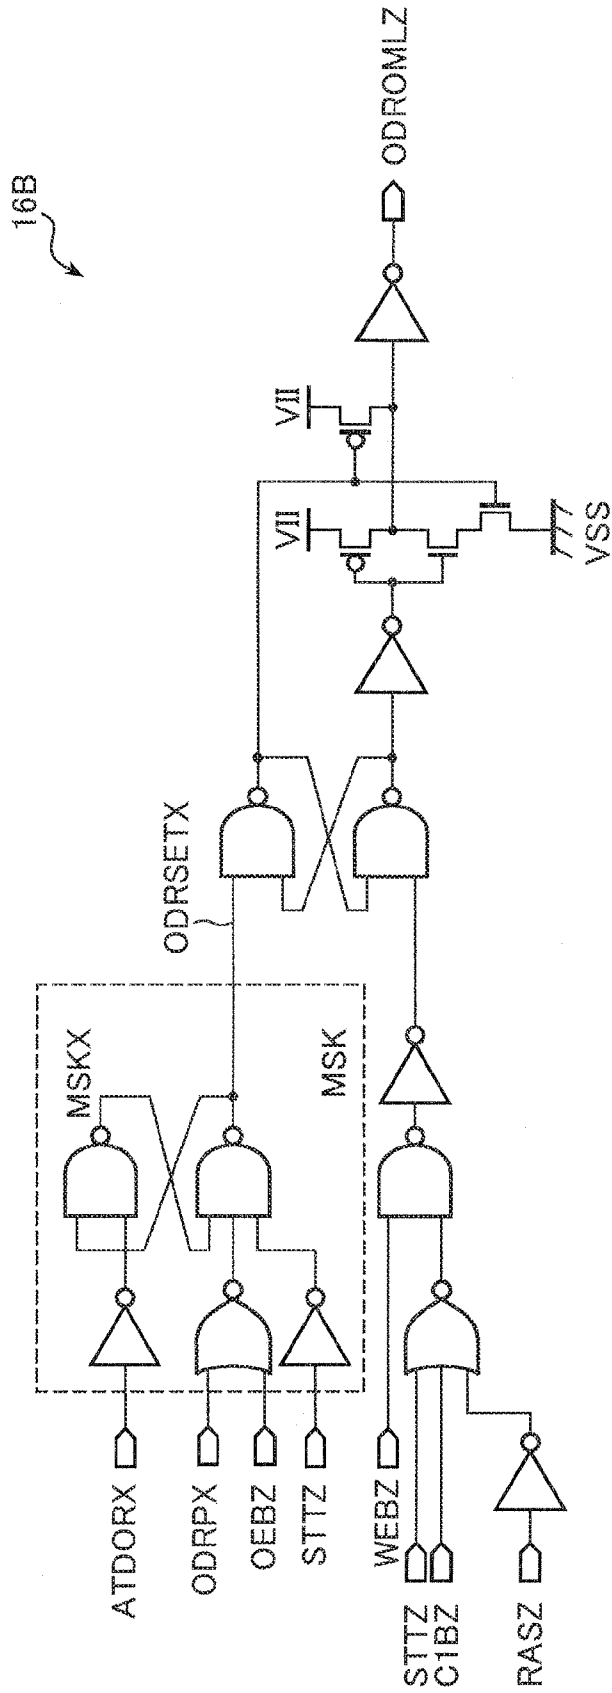 16B
ATDORX
ODRPX
OEBZ
STTZ
WEBZ
STTZ
C1BZ
RASZ
MSKX
MSK
ODRSETX
VII
VII
VSS
ODROMLZ